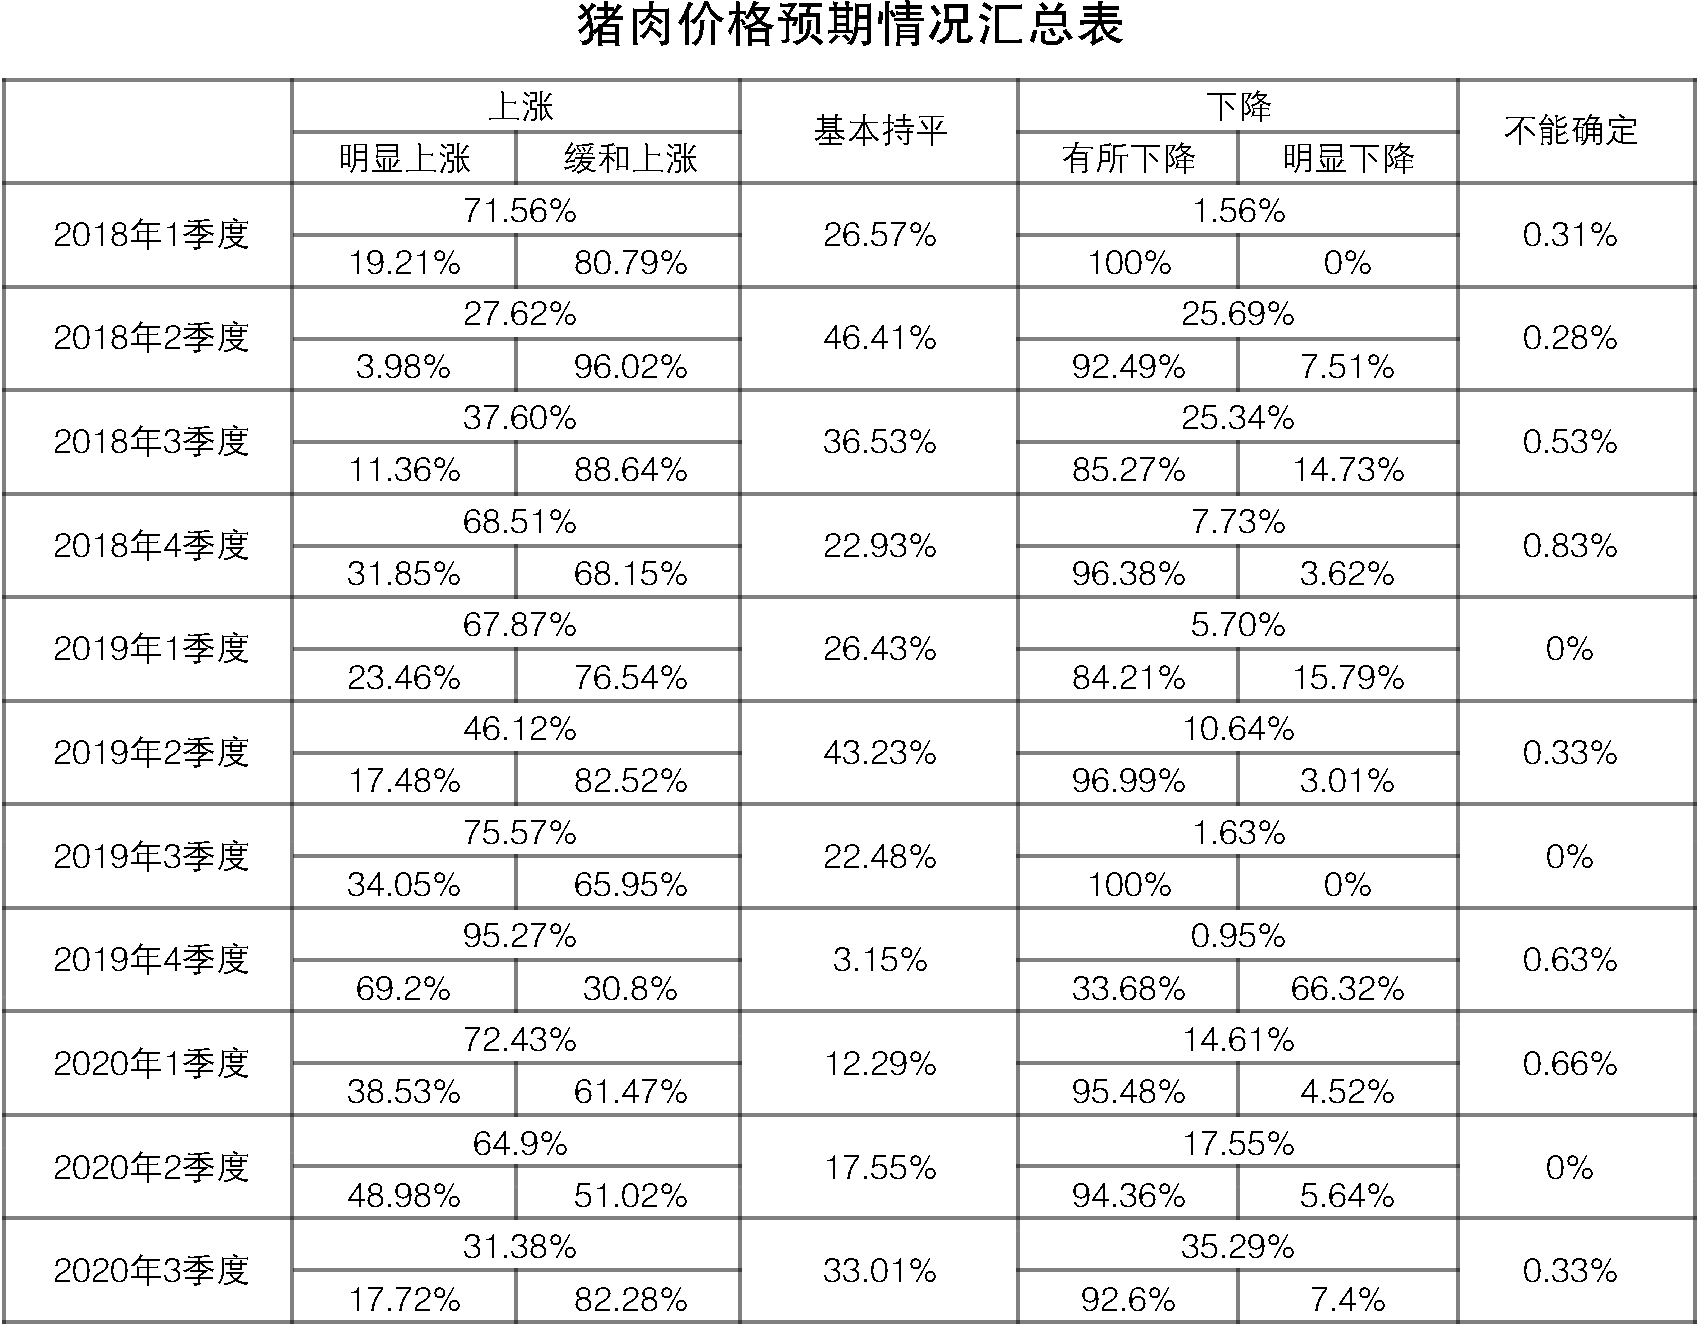 猪肉价格预期情况汇总表
上涨 基本持平 下降 不能确定
明显上涨 缓和上涨 有所下降 明显下降
2018年1季度 71.56% 26.57% 1.56% 0.31%
19.21% 80.79% 100% 0%
2018年2季度 27.62% 46.41% 25.69% 0.28%
3.98% 96.02% 92.49% 7.51%
2018年3季度 37.60% 36.53% 25.34% 0.53%
11.36% 88.64% 85.27% 14.73%
2018年4季度 68.51% 22.93% 7.73% 0.83%
31.85% 68.15% 96.38% 3.62%
2019年1季度 67.87% 26.43% 5.70% 0%
23.46% 76.54% 84.21% 15.79%
2019年2季度 46.12% 43.23% 10.64% 0.33%
17.48% 82.52% 96.99% 3.01%
2019年3季度 75.57% 22.48% 1.63% 0%
34.05% 65.95% 100% 0%
2019年4季度 95.27% 3.15% 0.95% 0.63%
69.2% 30.8% 33.68% 66.32%
2020年1季度 72.43% 12.29% 14.61% 0.66%
38.53% 61.47% 95.48% 4.52%
2020年2季度 64.9% 17.55% 17.55% 0%
48.98% 51.02% 94.36% 5.64%
2020年3季度 31.38% 33.01% 35.29% 0.33%
17.72% 82.28% 92.6% 7.4%